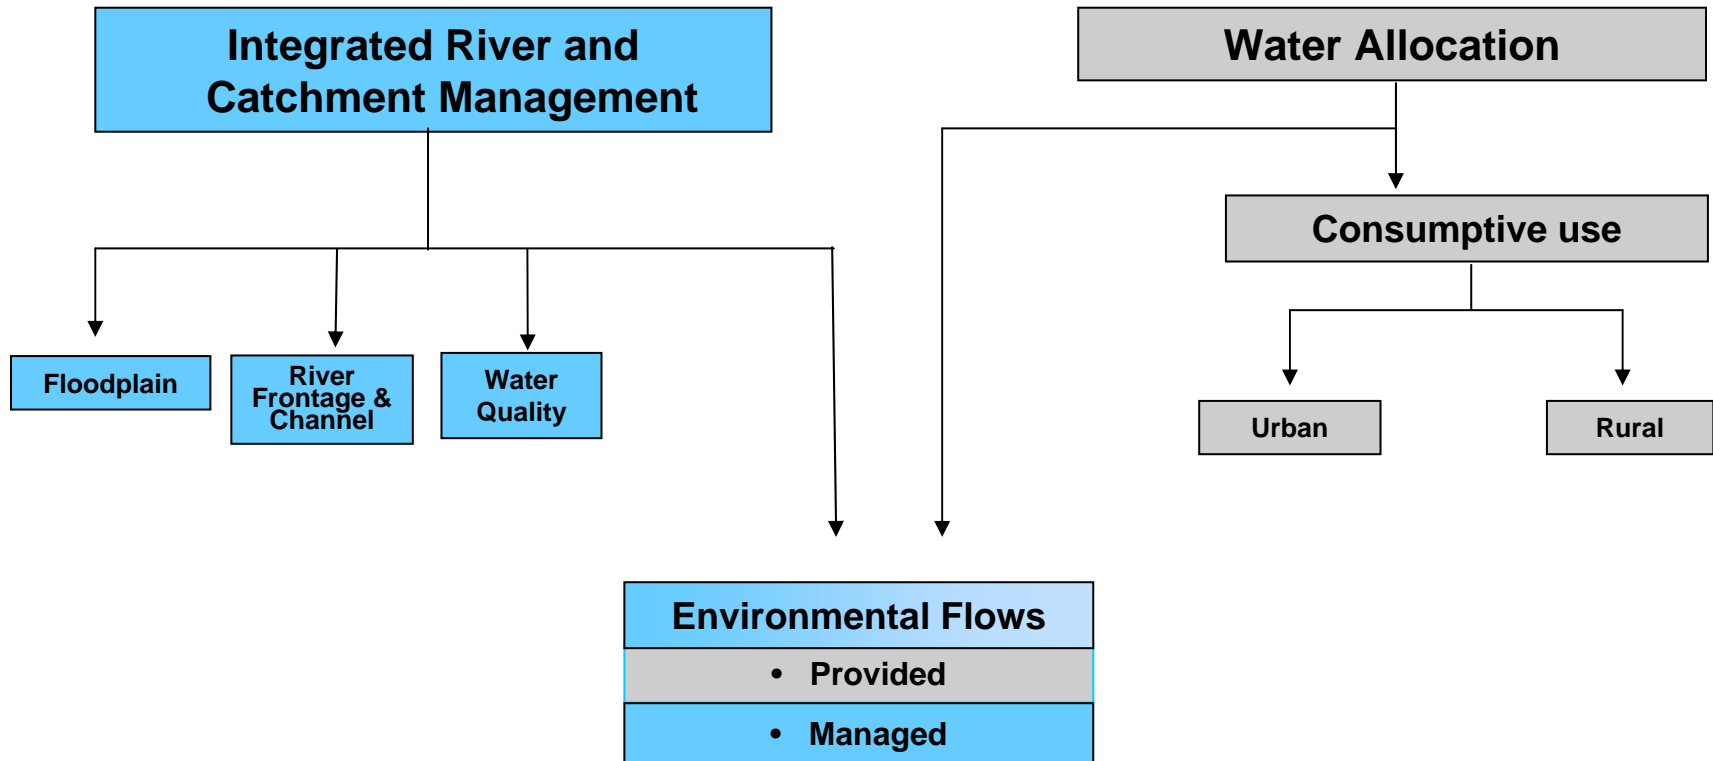 Integrated River and
Catchment Management
Water Allocation
Consumptive use
Floodplain
River
Frontage &
Channel
Water
Quality
Urban
Rural
Environmental Flows
• Provided
• Managed